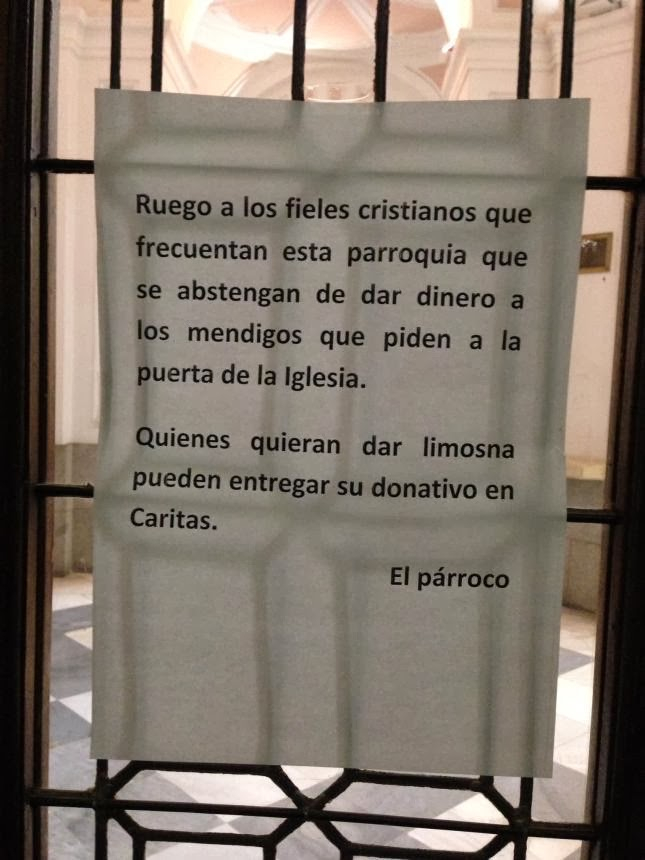 Ruego a los fieles cristianos que
frecuentan esta parroquia que
se abstengan de dar dinero a
los mendigos que piden a la
puerta de la Iglesia.
Quienes quieran dar limosna
pueden entregar su donativo en
Caritas.
El párroco